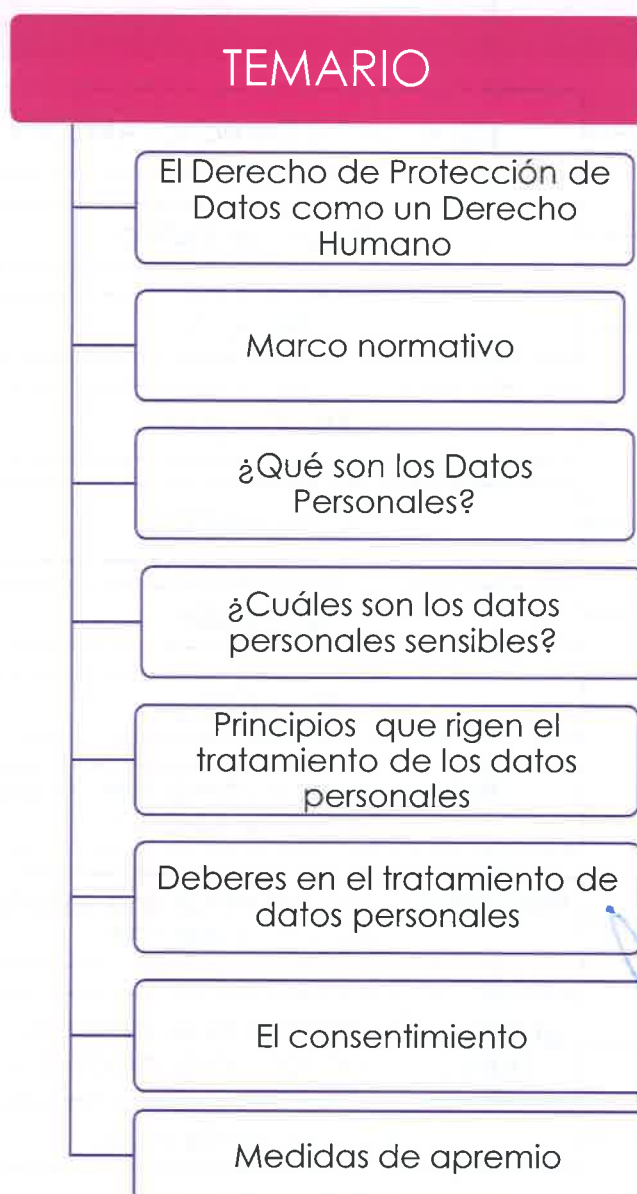 TEMARIO
El Derecho de Protección de
Datos como un Derecho
Humano
Marco normativo
¿Qué son los Datos
Personales?
¿Cuáles son los datos
personales sensibles?
Principios que rigen el
tratamiento de los datos
personales
Deberes en el tratamiento de
datos personales
El consentimiento
Medidas de apremio